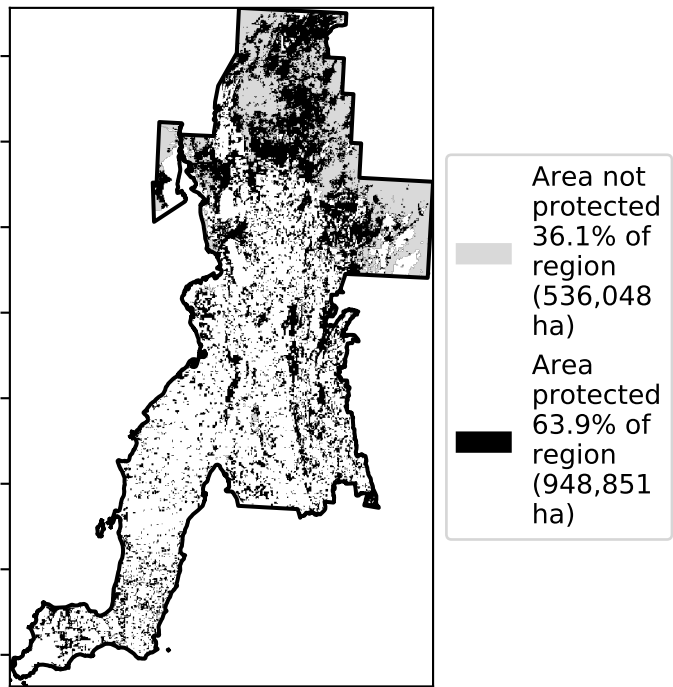 Area not
protected
36.1% of
region
(536,048
ha)
Area
protected
63.9% of
region
(948,851
ha)